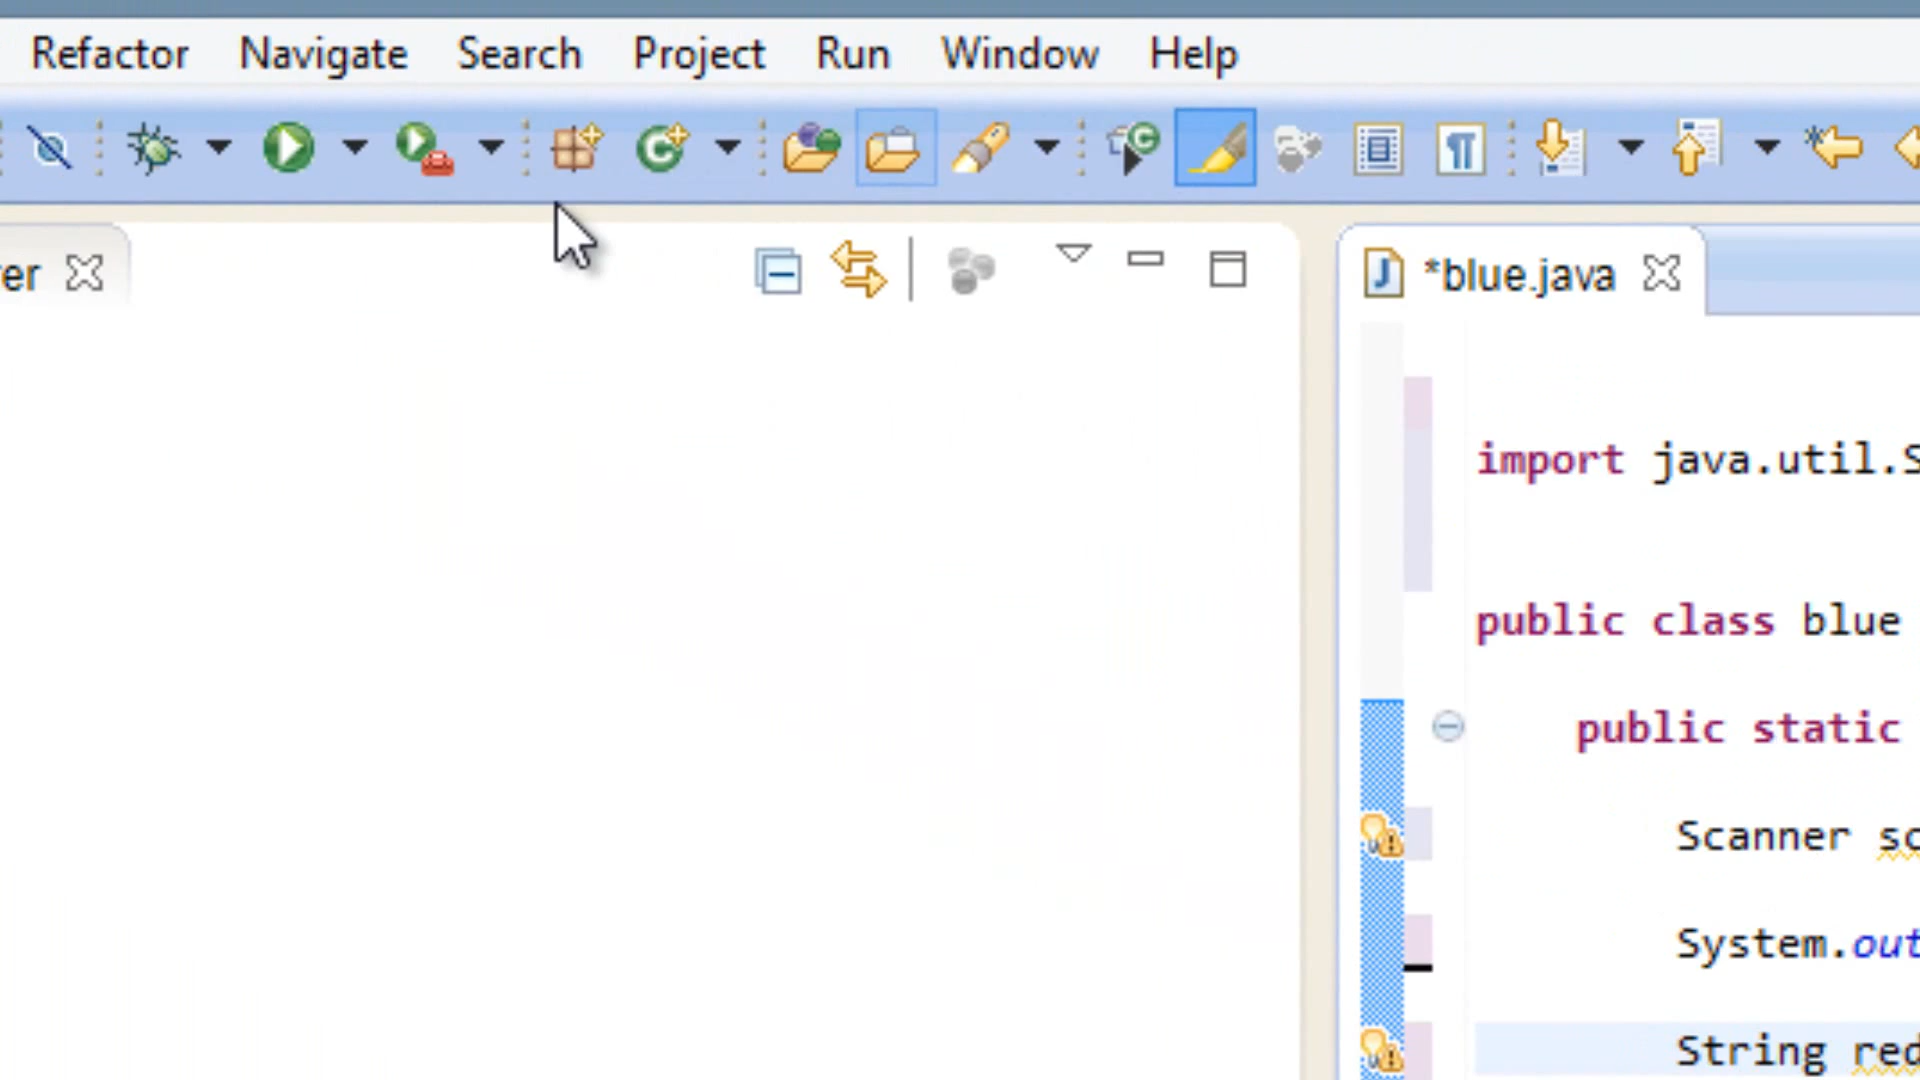 Refactor Navigate Search Project Run Window Help
er
*blue.java
import java.util.S
public class blue
public static
Scanner sc
System.out
String red